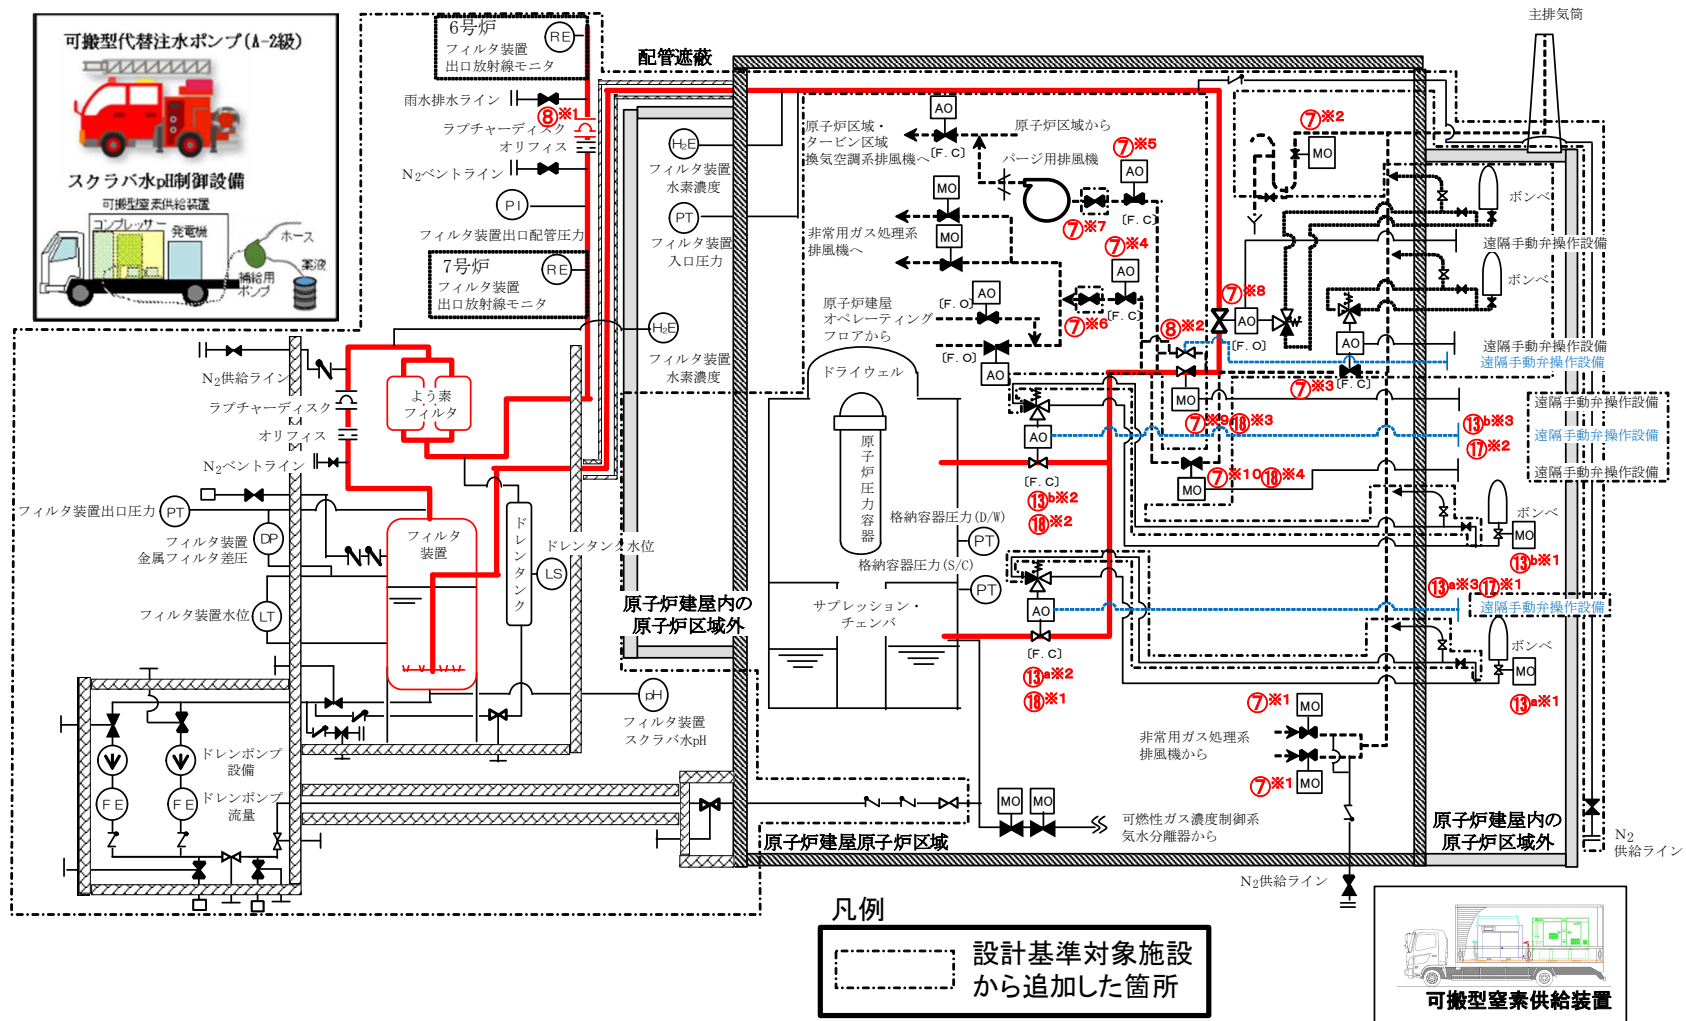 可搬型代替注水ポンプ(A-2級)
スクラバ水pH制御設備
可搬型窒素供給装置
コンプレッサー
発電機
ホース
補給用
ポンプ
薬液
6号炉
フィルタ装置
出口放射線モニタ
RE
雨水排水ライン
⑧※1
ラプチャーディスク
オリフィス
N₂ベントライン
PI
フィルタ装置出口配管圧力
7号炉
フィルタ装置
出口放射線モニタ
RE
配管遮蔽
H₂E
フィルタ装置
水素濃度
PT
フィルタ装置
入口圧力
H₂E
フィルタ装置
水素濃度
N₂供給ライン
ラプチャーディスク
オリフィス
N₂ベントライン
よう素
フィルタ
フィルタ装置出口圧力
PT
DP
フィルタ装置
金属フィルタ差圧
フィルタ装置水位
LT
フィルタ
装置
ドレンタンク
ドレンタンク水位
LS
pH
フィルタ装置
スクラバ水pH
ドレンポンプ
設備
FE
FE
ドレンポンプ
流量
原子炉建屋内の
原子炉区域外
原子炉区域・
タービン区域
換気空調系排風機へ
AO
(F.C)
原子炉区域から
パージ用排風機
⑦※5
AO
(F.C)
⑦※7
MO
非常用ガス処理系
排風機へ
MO
⑦※4
AO
(F.C)
⑦※6
原子炉建屋
オペレーティング
フロアから
(F.O)
AO
(F.O)
AO
⑧※2
⑦※8
AO
(F.O)
⑦※2
MO
主排気筒
ボンベ
遠隔手動弁操作設備
ボンベ
AO
(F.C)
⑦※3
遠隔手動弁操作設備
遠隔手動弁操作設備
MO
⑦※9⑱※3
遠隔手動弁操作設備
⑬b※3
遠隔手動弁操作設備
⑰※2
遠隔手動弁操作設備
ドライウェル
原子炉圧力容器
AO
(F.C)
⑬b※2
⑱※2
⑦※10⑱※4
MO
格納容器圧力(D/W)
PT
格納容器圧力(S/C)
PT
ボンベ
MO
⑬b※1
⑬a※3
⑰※1
遠隔手動弁操作設備
サプレッション・
チェンバ
AO
(F.C)
⑬a※2
⑱※1
ボンベ
MO
⑬a※1
⑦※1
MO
非常用ガス処理系
排風機から
⑦※1
MO
MO
MO
可燃性ガス濃度制御系
気水分離器から
原子炉建屋原子炉区域
原子炉建屋内の
原子炉区域外
N₂
供給ライン
N₂供給ライン
凡例
設計基準対象施設
から追加した箇所
可搬型窒素供給装置